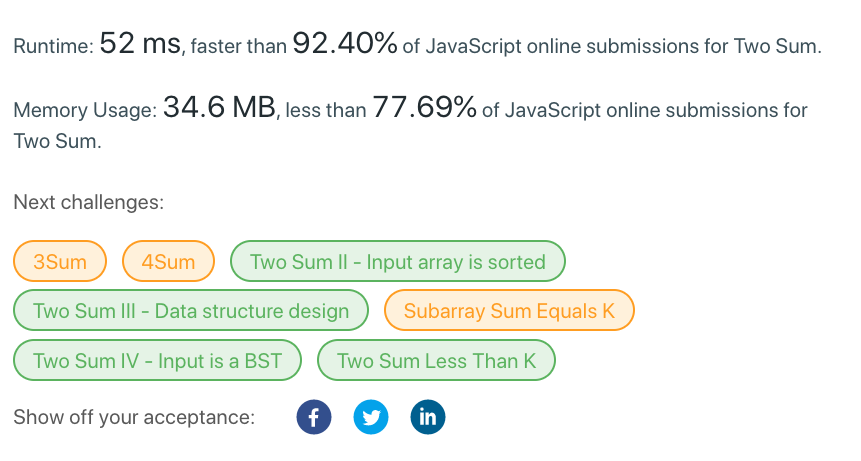 Runtime: 52 ms, faster than 92.40% of JavaScript online submissions for Two Sum.
Memory Usage: 34.6 MB, less than 77.69% of JavaScript online submissions for
Two Sum.
Next challenges:
3Sum 4Sum Two Sum II - Input array is sorted
Two Sum III - Data structure design Subarray Sum Equals K
Two Sum IV - Input is a BST Two Sum Less Than K
Show off your acceptance: f in